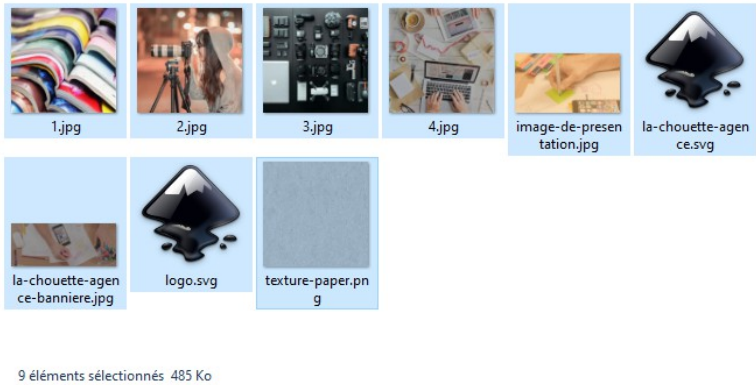 1.jpg
2.jpg
3.jpg
4.jpg
image-de-presen
tation.jpg
la-chouette-agen
ce.svg
la-chouette-agen
ce-banniere.jpg
logo.svg
texture-paper.pn
g
9 éléments sélectionnés 485 Ko